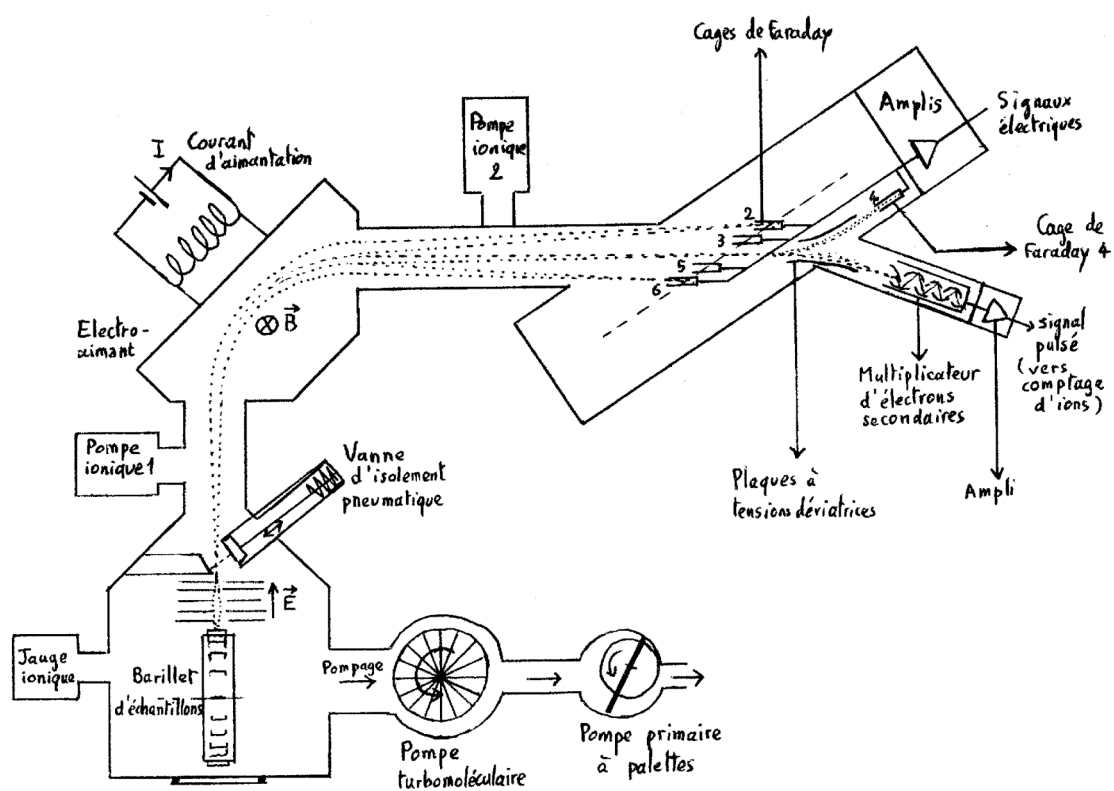 Cages de Faraday
Amplis
Signaux
électriques
Pompe
ionique
2
Courant
d'aimantation
I
2
3
4
5
6
Cage de
Faraday 4
B
Electro-
aimant
signal
pulsé
(vers
comptage
d'ions)
Multiplicateur
d'électrons
secondaires
Pompe
ionique 1
Vanne
d'isolement
pneumatique
Plaques à
tensions déviatrices
Ampli
E
Jauge
ionique
Barillet
d'échantillons
Pompage
Pompe
turbomoléculaire
Pompe primaire
à palettes